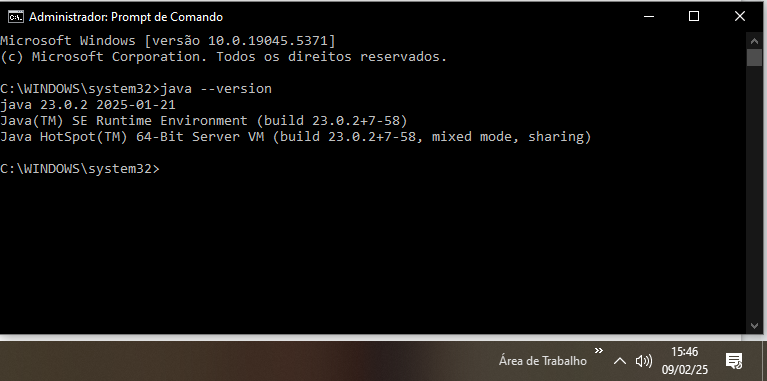 Administrador: Prompt de Comando
Microsoft Windows [versão 10.0.19045.5371]
(c) Microsoft Corporation. Todos os direitos reservados.
C:\WINDOWS\system32>java --version
java 23.0.2 2025-01-21
Java(TM) SE Runtime Environment (build 23.0.2+7-58)
Java HotSpot(TM) 64-Bit Server VM (build 23.0.2+7-58, mixed mode, sharing)
C:\WINDOWS\system32>
Área de Trabalho
15:46
09/02/25